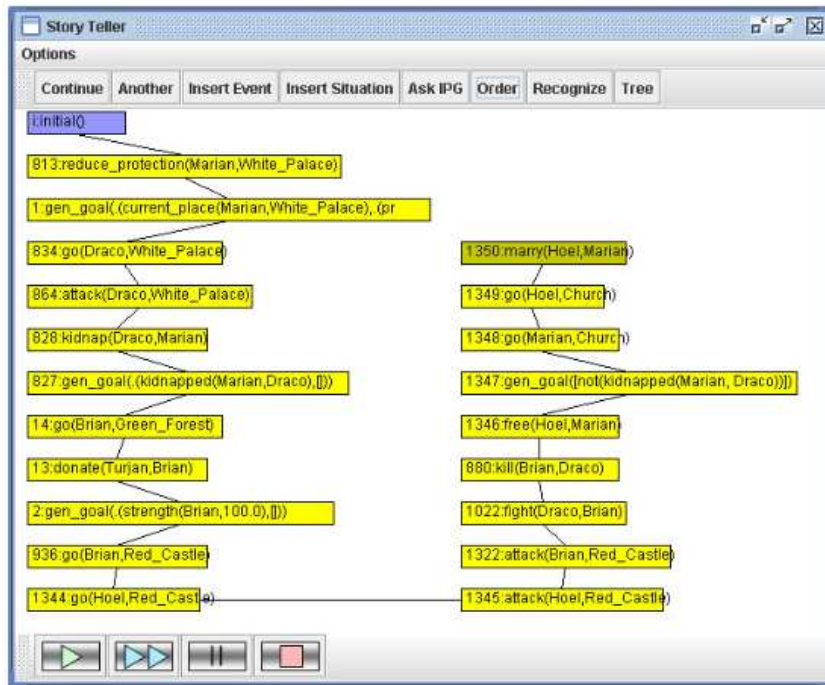 Story Teller
Options
Continue Another Insert Event Insert Situation Ask IPG Order Recognize Tree
i:initial()
813:reduce_protection(Marian,White_Palace)
1:gen_goal(.(current_place(Marian,White_Palace),.(pr
834:go(Draco,White_Palace)
864:attack(Draco,White_Palace)
828:kidnap(Draco,Marian)
827:gen_goal(.(kidnapped(Marian,Draco),[]))
14:go(Brian,Green_Forest)
13:donate(Turjan,Brian)
2:gen_goal(.(strength(Brian,100.0),[]))
936:go(Brian,Red_Castle)
1344:go(Hoel,Red_Castle)
1350:marry(Hoel,Marian)
1349:go(Hoel,Church)
1348:go(Marian,Church)
1347:gen_goal([not(kidnapped(Marian, Draco))])
1346:free(Hoel,Marian)
880:kill(Brian,Draco)
1022:fight(Draco,Brian)
1322:attack(Brian,Red_Castle)
1345:attack(Hoel,Red_Castle)